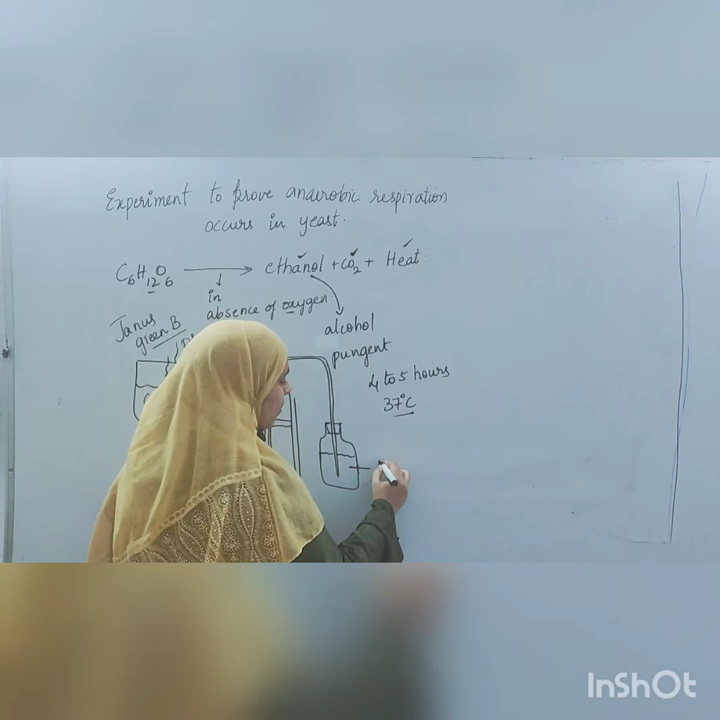 Experiment to prove anaerobic respiration
occurs in yeast.
C6H12O6 → ethanol + CO2 + Heat
in
absence of oxygen
Janus
green B
alcohol
pungent
4 to 5 hours
37°C
InShOt